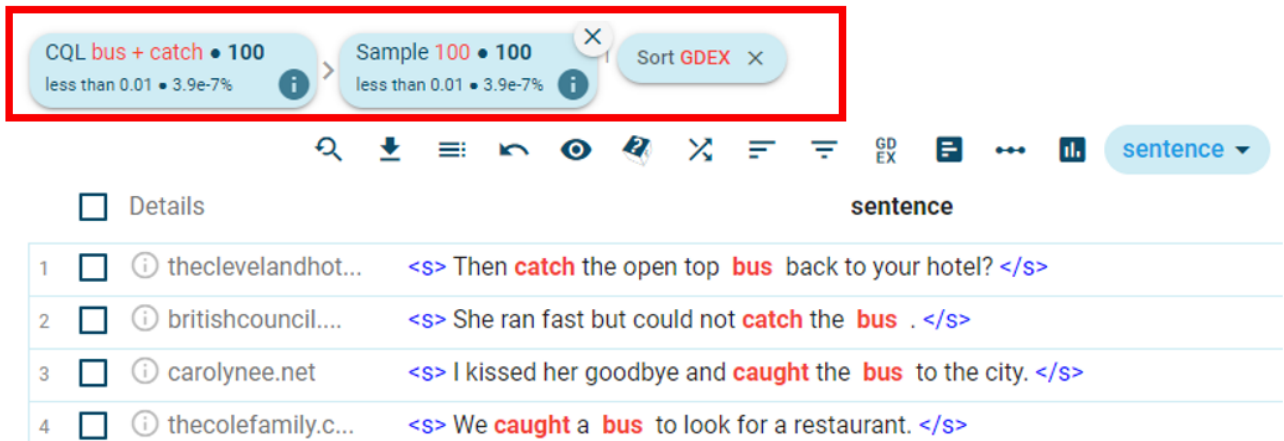 CQL bus + catch • 100
less than 0.01 • 3.9e-7%
Sample 100 • 100
less than 0.01 • 3.9e-7%
Sort GDEX
GD
EX
sentence
Details
sentence
1 theclevelandhot... <s> Then catch the open top bus back to your hotel? </s>
2 britishcouncil.... <s> She ran fast but could not catch the bus . </s>
3 carolynee.net <s> I kissed her goodbye and caught the bus to the city. </s>
4 thecolefamily.c... <s> We caught a bus to look for a restaurant. </s>